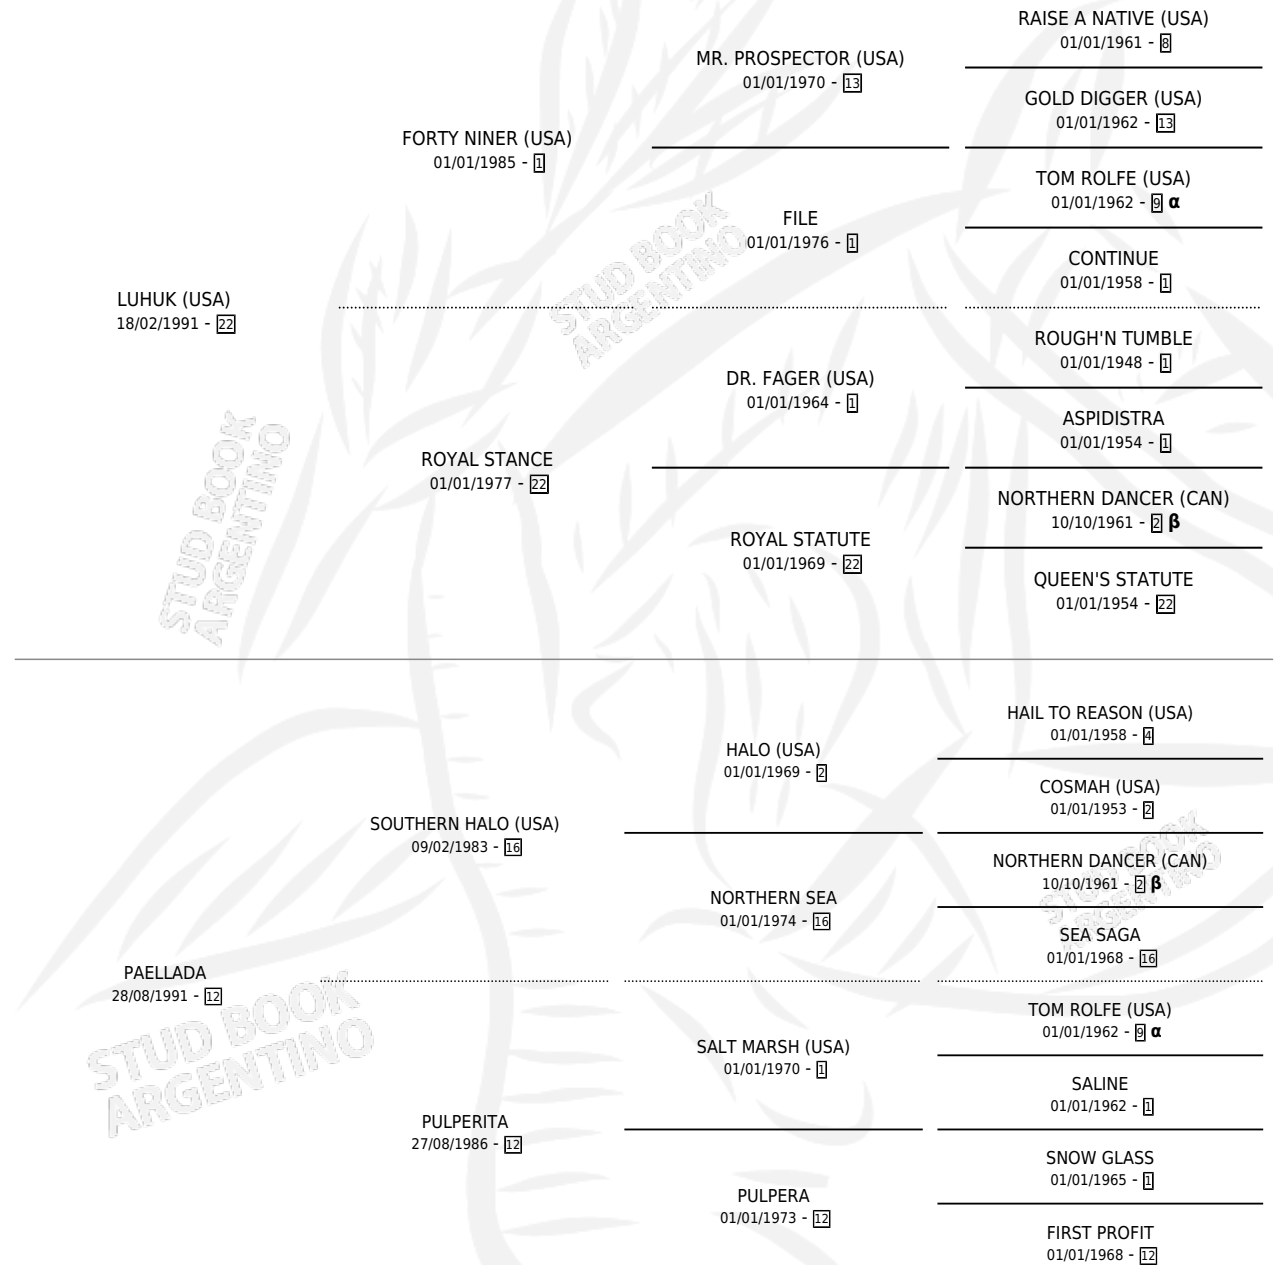 RAISE A NATIVE (USA)
01/01/1961 - 8
MR. PROSPECTOR (USA)
01/01/1970 - 13
GOLD DIGGER (USA)
01/01/1962 - 13
FORTY NINER (USA)
01/01/1985 - 1
TOM ROLFE (USA)
01/01/1962 - 9 α
FILE
01/01/1976 - 1
CONTINUE
01/01/1958 - 1
LUHUK (USA)
18/02/1991 - 22
ROUGH'N TUMBLE
01/01/1948 - 1
DR. FAGER (USA)
01/01/1964 - 1
ASPIDISTRA
01/01/1954 - 1
ROYAL STANCE
01/01/1977 - 22
NORTHERN DANCER (CAN)
10/10/1961 - 2 β
ROYAL STATUTE
01/01/1969 - 22
QUEEN'S STATUTE
01/01/1954 - 22
HAIL TO REASON (USA)
01/01/1958 - 4
HALO (USA)
01/01/1969 - 2
COSMAH (USA)
01/01/1953 - 2
SOUTHERN HALO (USA)
09/02/1983 - 16
NORTHERN DANCER (CAN)
10/10/1961 - 2 β
NORTHERN SEA
01/01/1974 - 16
SEA SAGA
01/01/1968 - 16
PAELLADA
28/08/1991 - 12
TOM ROLFE (USA)
01/01/1962 - 9 α
SALT MARSH (USA)
01/01/1970 - 1
SALINE
01/01/1962 - 1
PULPERITA
27/08/1986 - 12
SNOW GLASS
01/01/1965 - 1
PULPERA
01/01/1973 - 12
FIRST PROFIT
01/01/1968 - 12
STUD BOOK
ARGENTINO
STUD BOOK
ARGENTINO
STUD BOOK
ARGENTINO
STUD BOOK
ARGENTINO